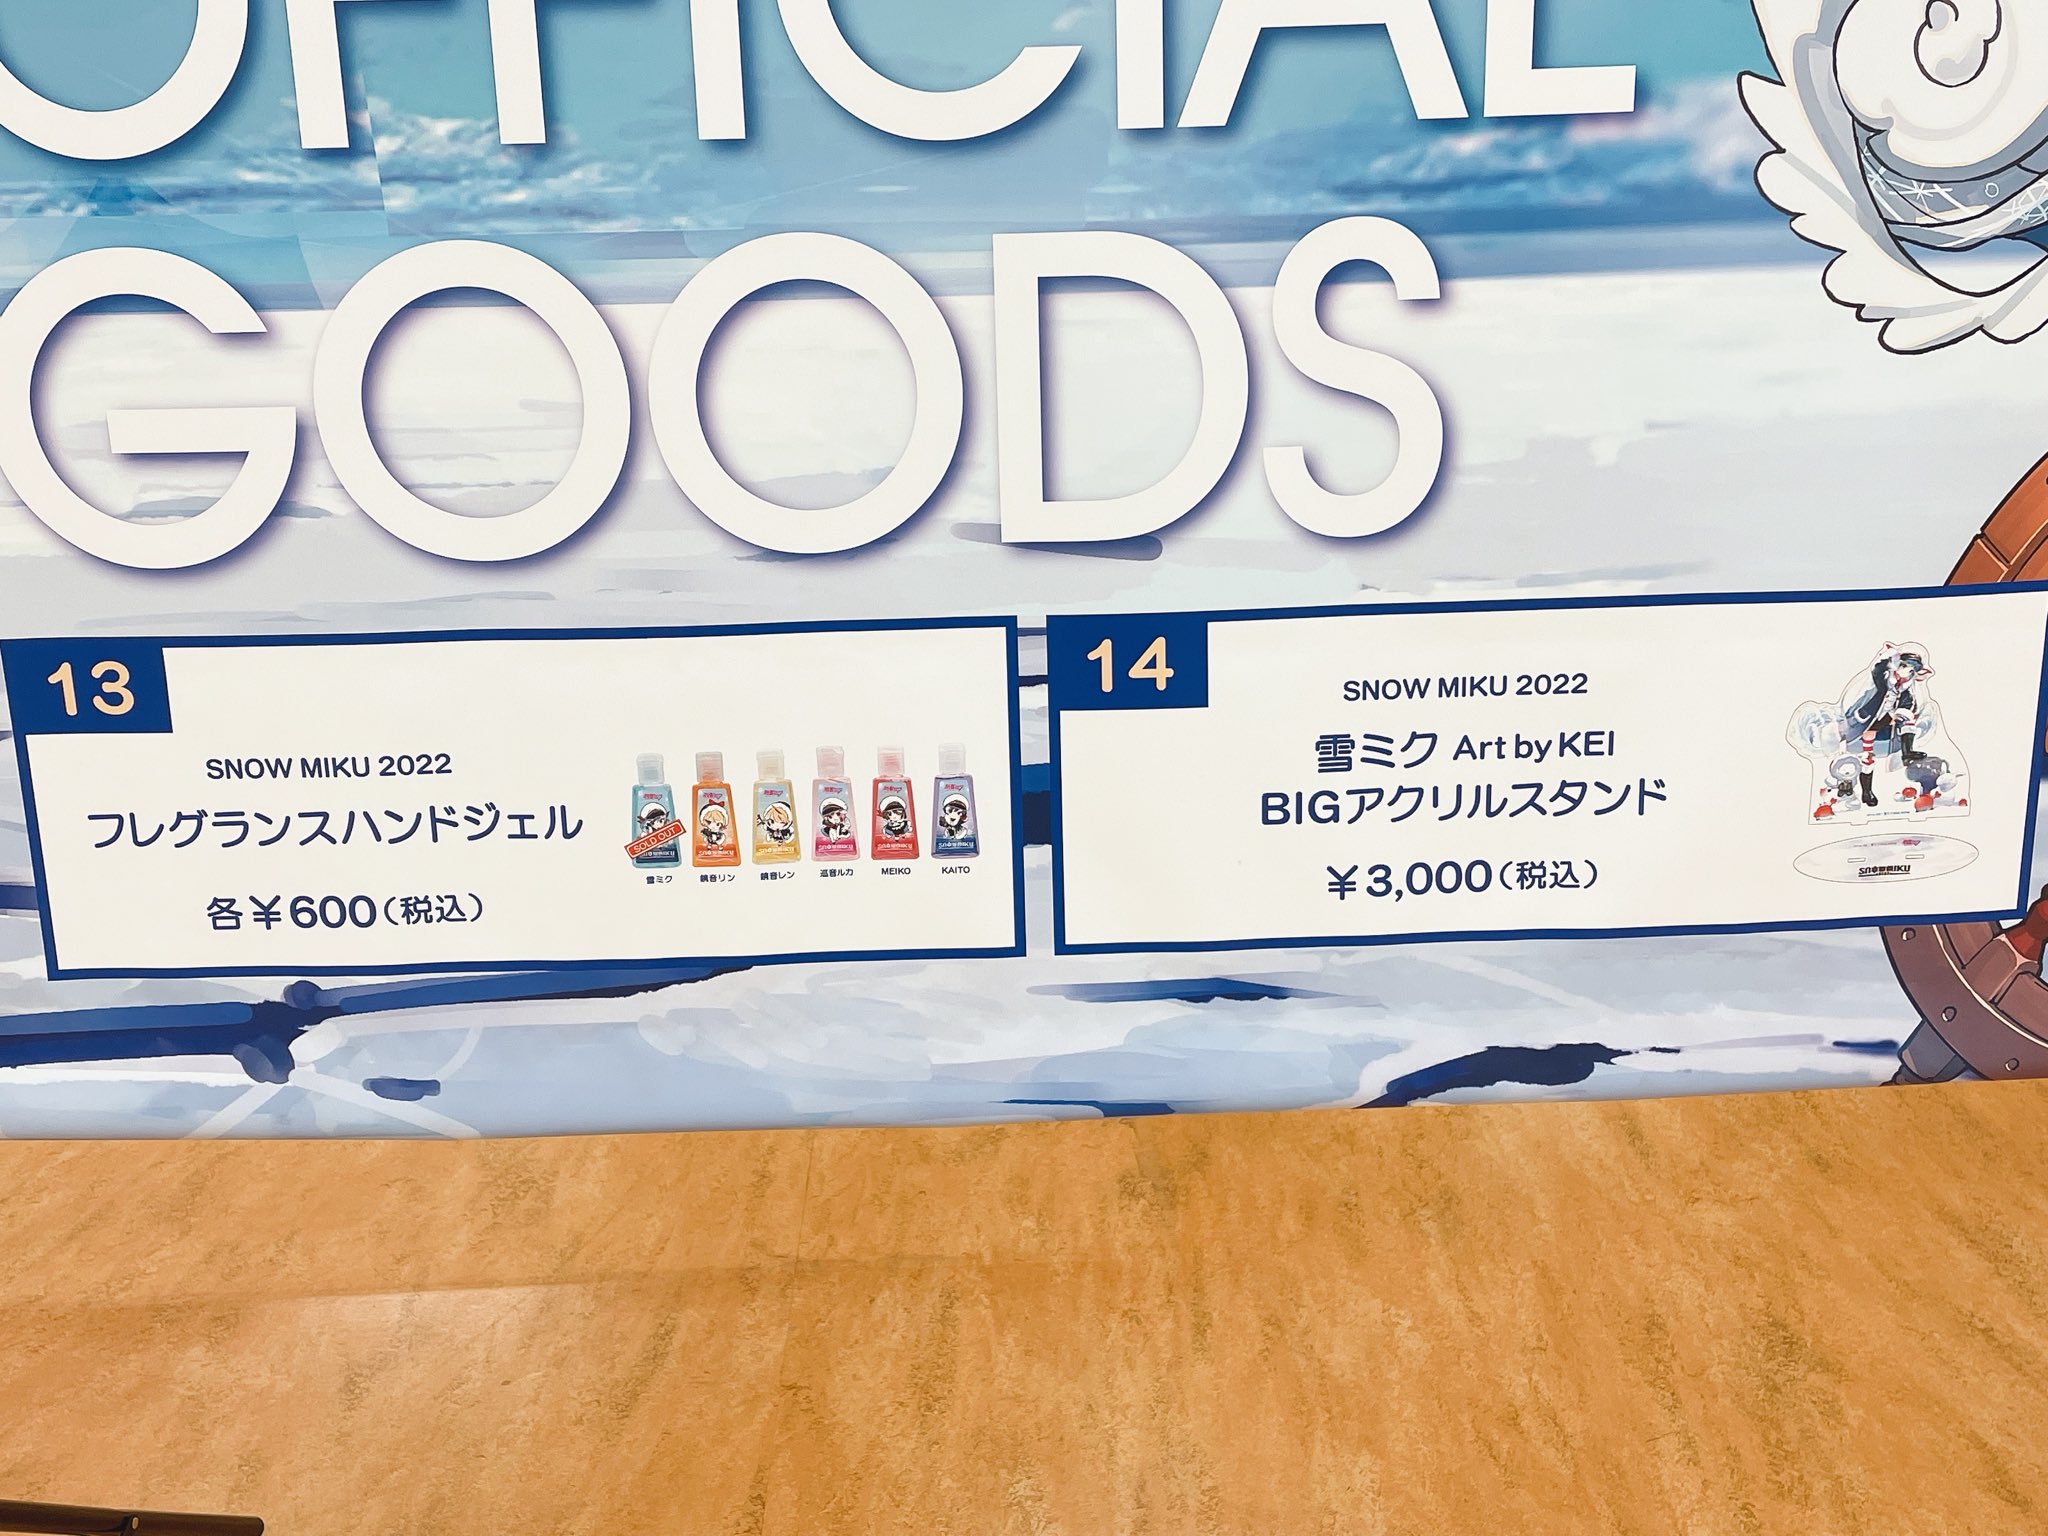 OFFICIAL
GOODS
13
SNOW MIKU 2022
フレグランスハンドジェル
各￥600（税込）
SOLD OUT
雪ミク
鏡音リン
鏡音レン
巡音ルカ
MEIKO
KAITO
14
SNOW MIKU 2022
雪ミク Art by KEI
BIGアクリルスタンド
￥3,000（税込）